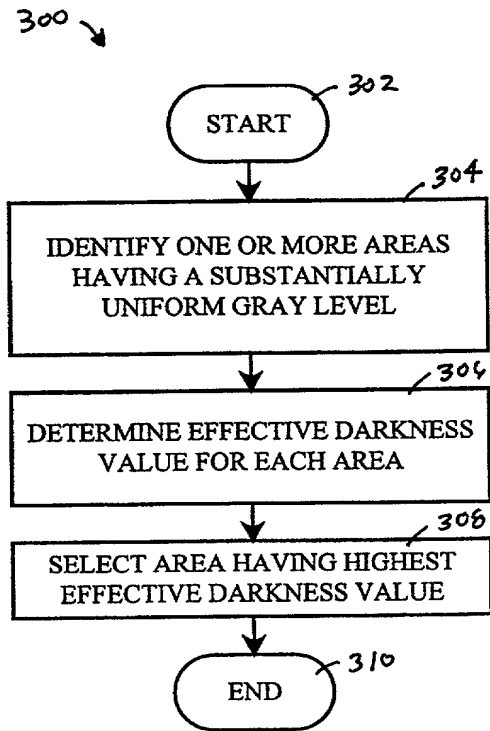 300
302
START
304
IDENTIFY ONE OR MORE AREAS
HAVING A SUBSTANTIALLY
UNIFORM GRAY LEVEL
306
DETERMINE EFFECTIVE DARKNESS
VALUE FOR EACH AREA
308
SELECT AREA HAVING HIGHEST
EFFECTIVE DARKNESS VALUE
310
END